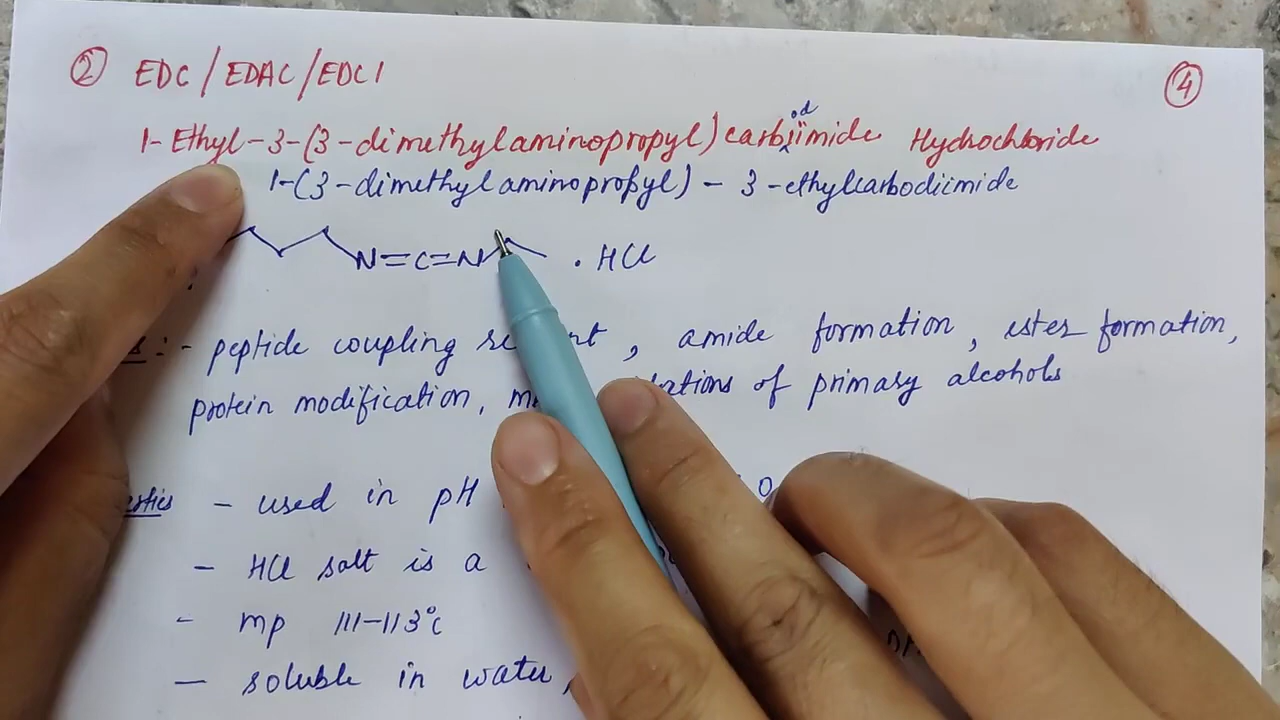 ② EDC / EDAC / EDCI
④
od
1-Ethyl-3-(3-dimethylaminopropyl)carbiimide Hydrochloride
1-(3-dimethylaminopropyl) - 3 -ethylcarbodiimide
N=C=N . HCl
:- peptide coupling , amide formation, ester formation,
protein modification, of primary alcohols
- used in pH
- HCl salt is a
- mp 111-113°C
- soluble in water,